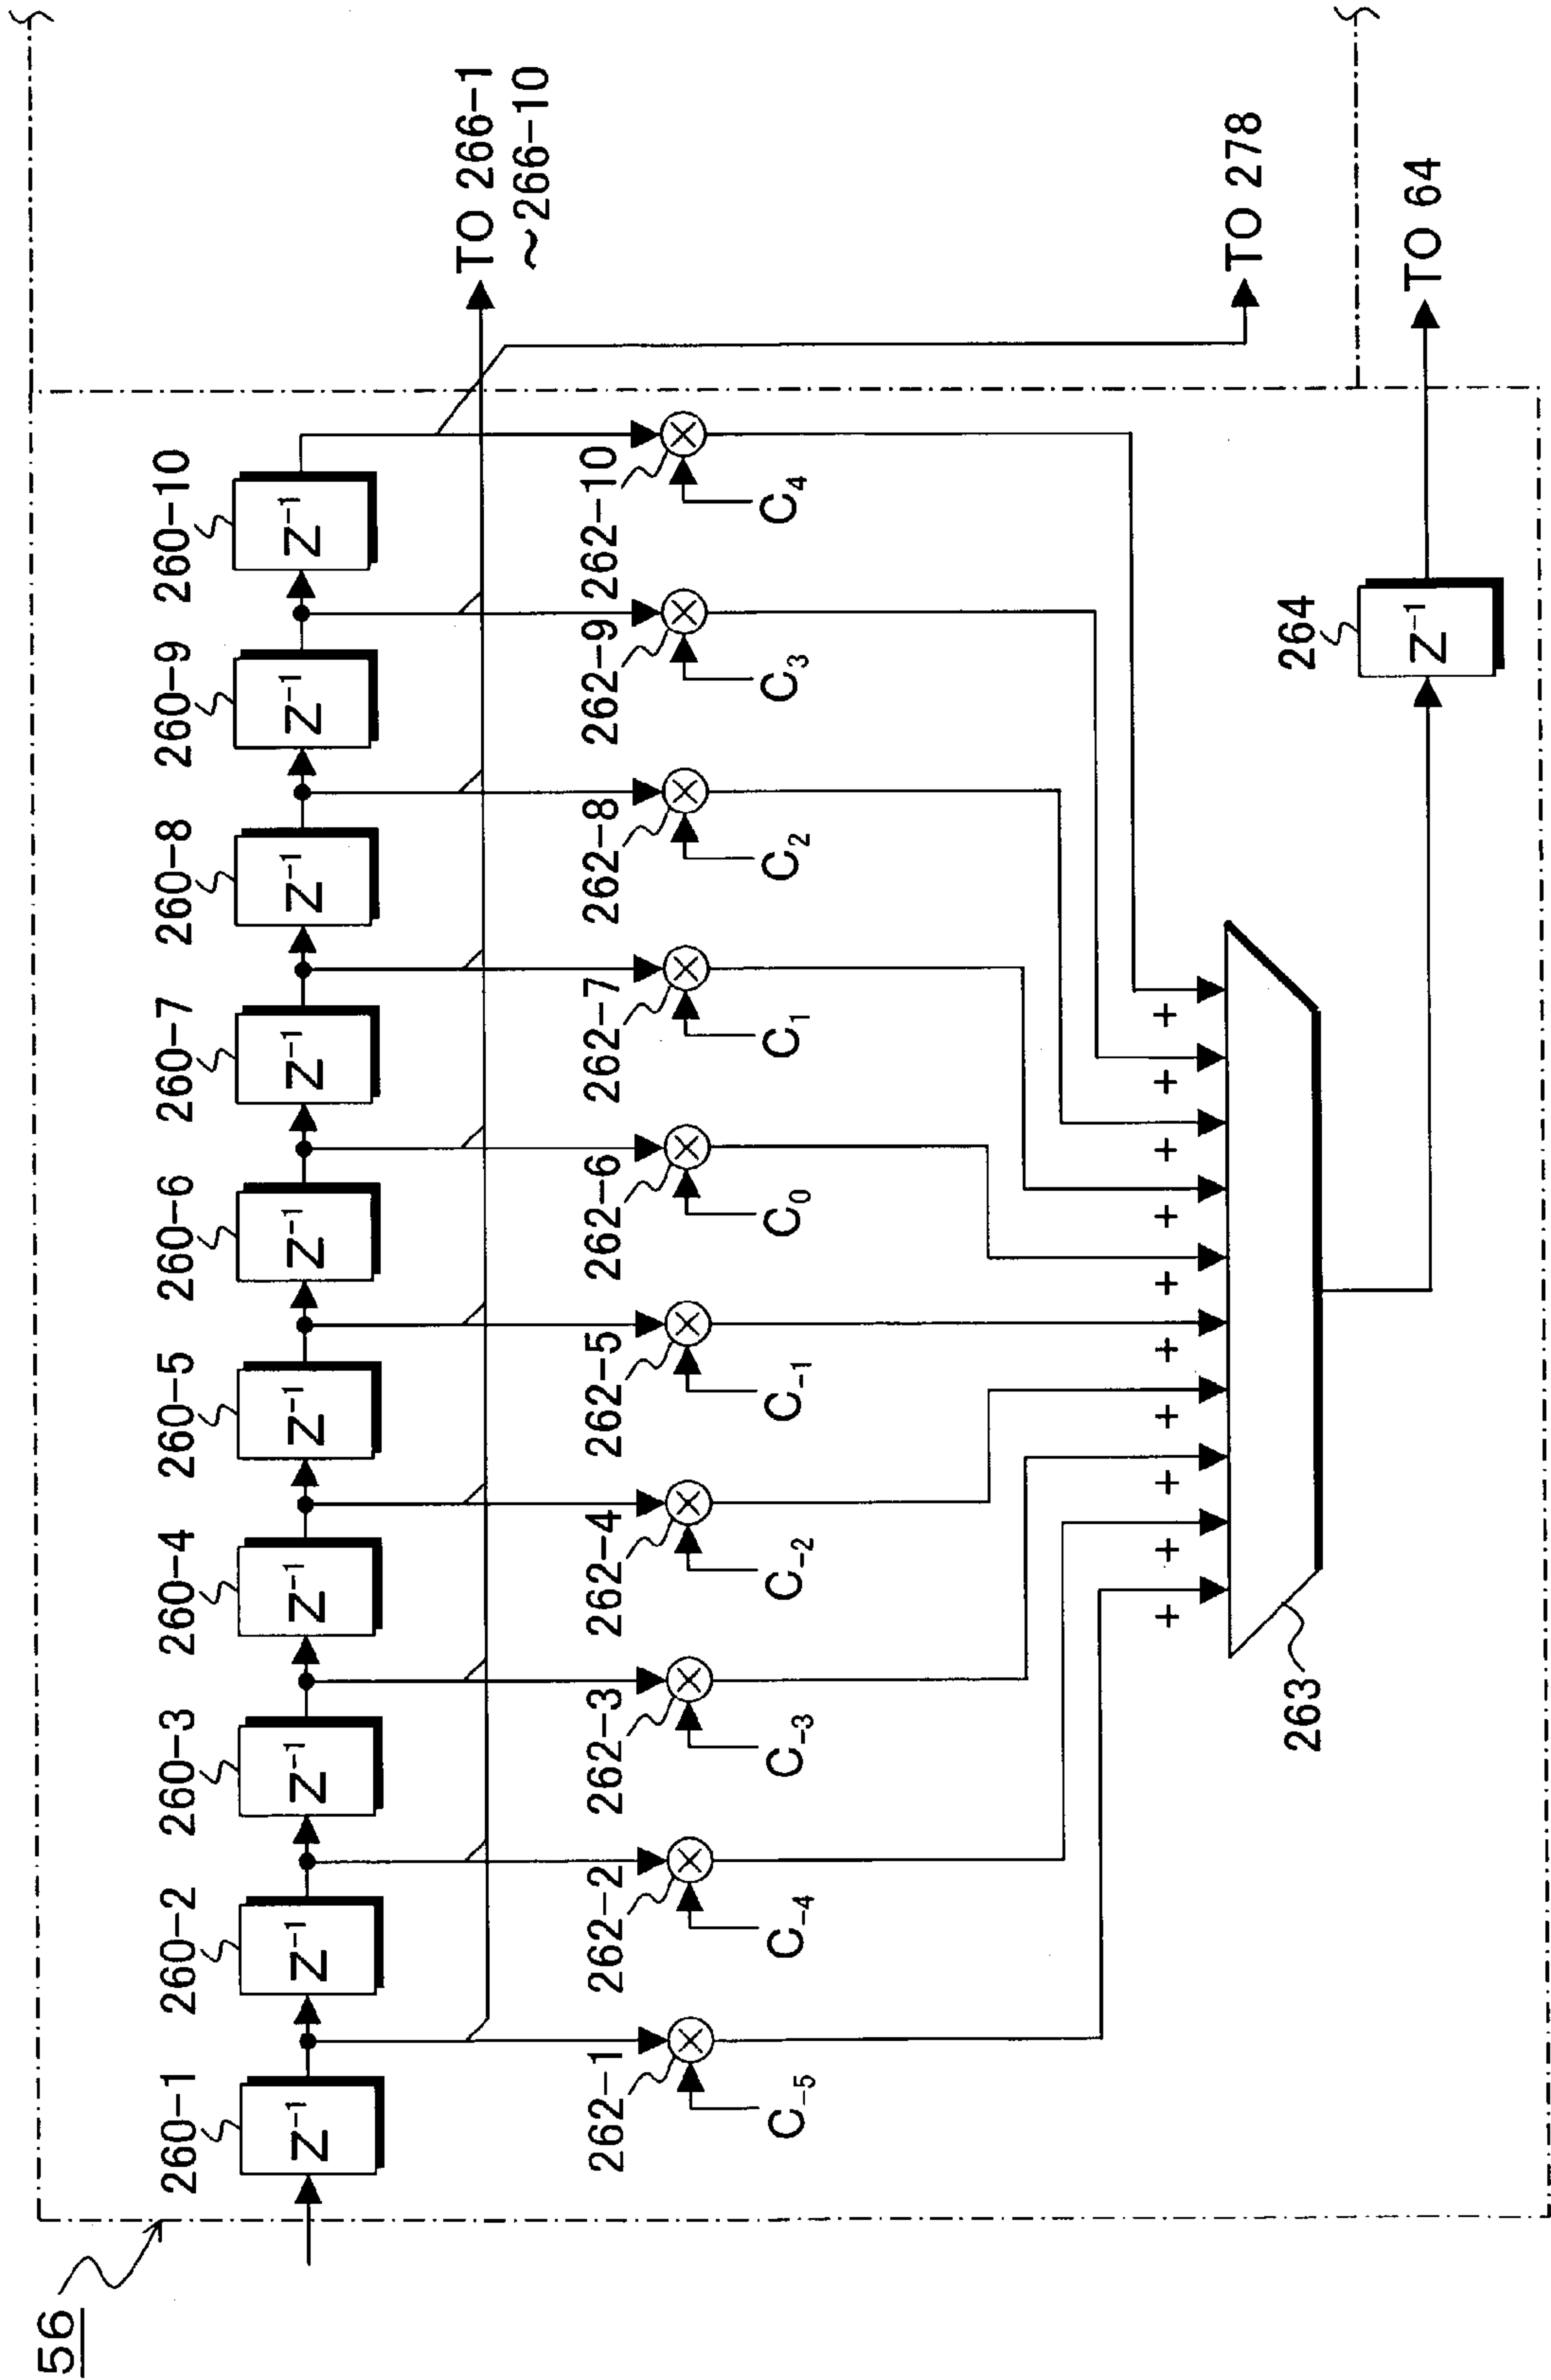 56
260-1
260-2
260-3
260-4
260-5
260-6
260-7
260-8
260-9
260-10
Z⁻¹
Z⁻¹
Z⁻¹
Z⁻¹
Z⁻¹
Z⁻¹
Z⁻¹
Z⁻¹
Z⁻¹
Z⁻¹
TO 266-1
~266-10
262-1
262-2
262-3
262-4
262-5
262-6
262-7
262-8
262-9
262-10
C₋₅
C₋₄
C₋₃
C₋₂
C₋₁
C₀
C₁
C₂
C₃
C₄
TO 278
+ + + + + + + + + +
263
264
Z⁻¹
TO 64